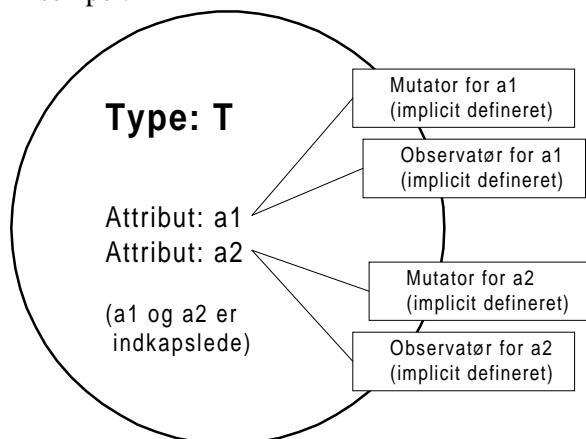 Type: T
Attribut: a1
Attribut: a2
(a1 og a2 er
indkapslede)
Mutator for a1
(implicit defineret)
Observatør for a1
(implicit defineret)
Mutator for a2
(implicit defineret)
Observatør for a2
(implicit defineret)